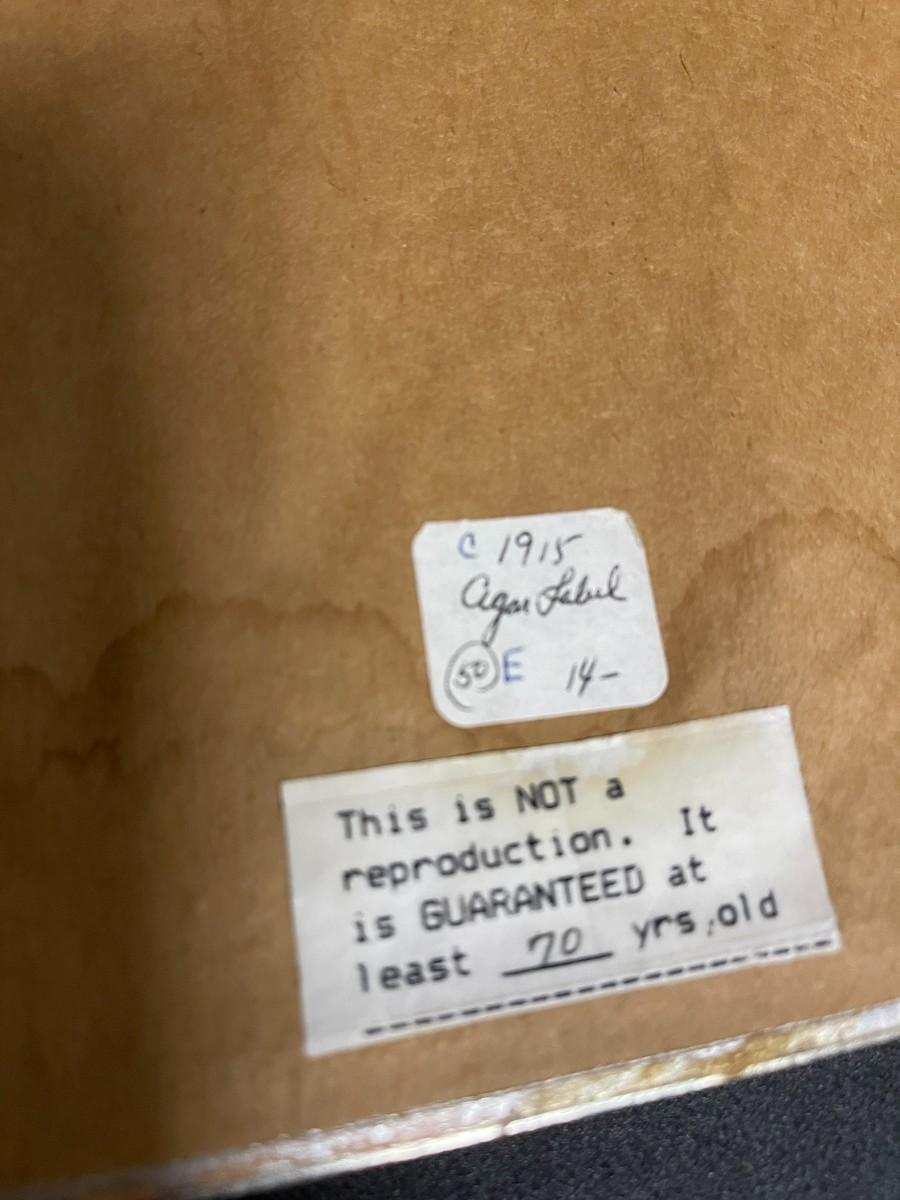 C 1915
Cigar Label
50 E 14-
This is NOT a
reproduction. It
is GUARANTEED at
least 70 yrs,old